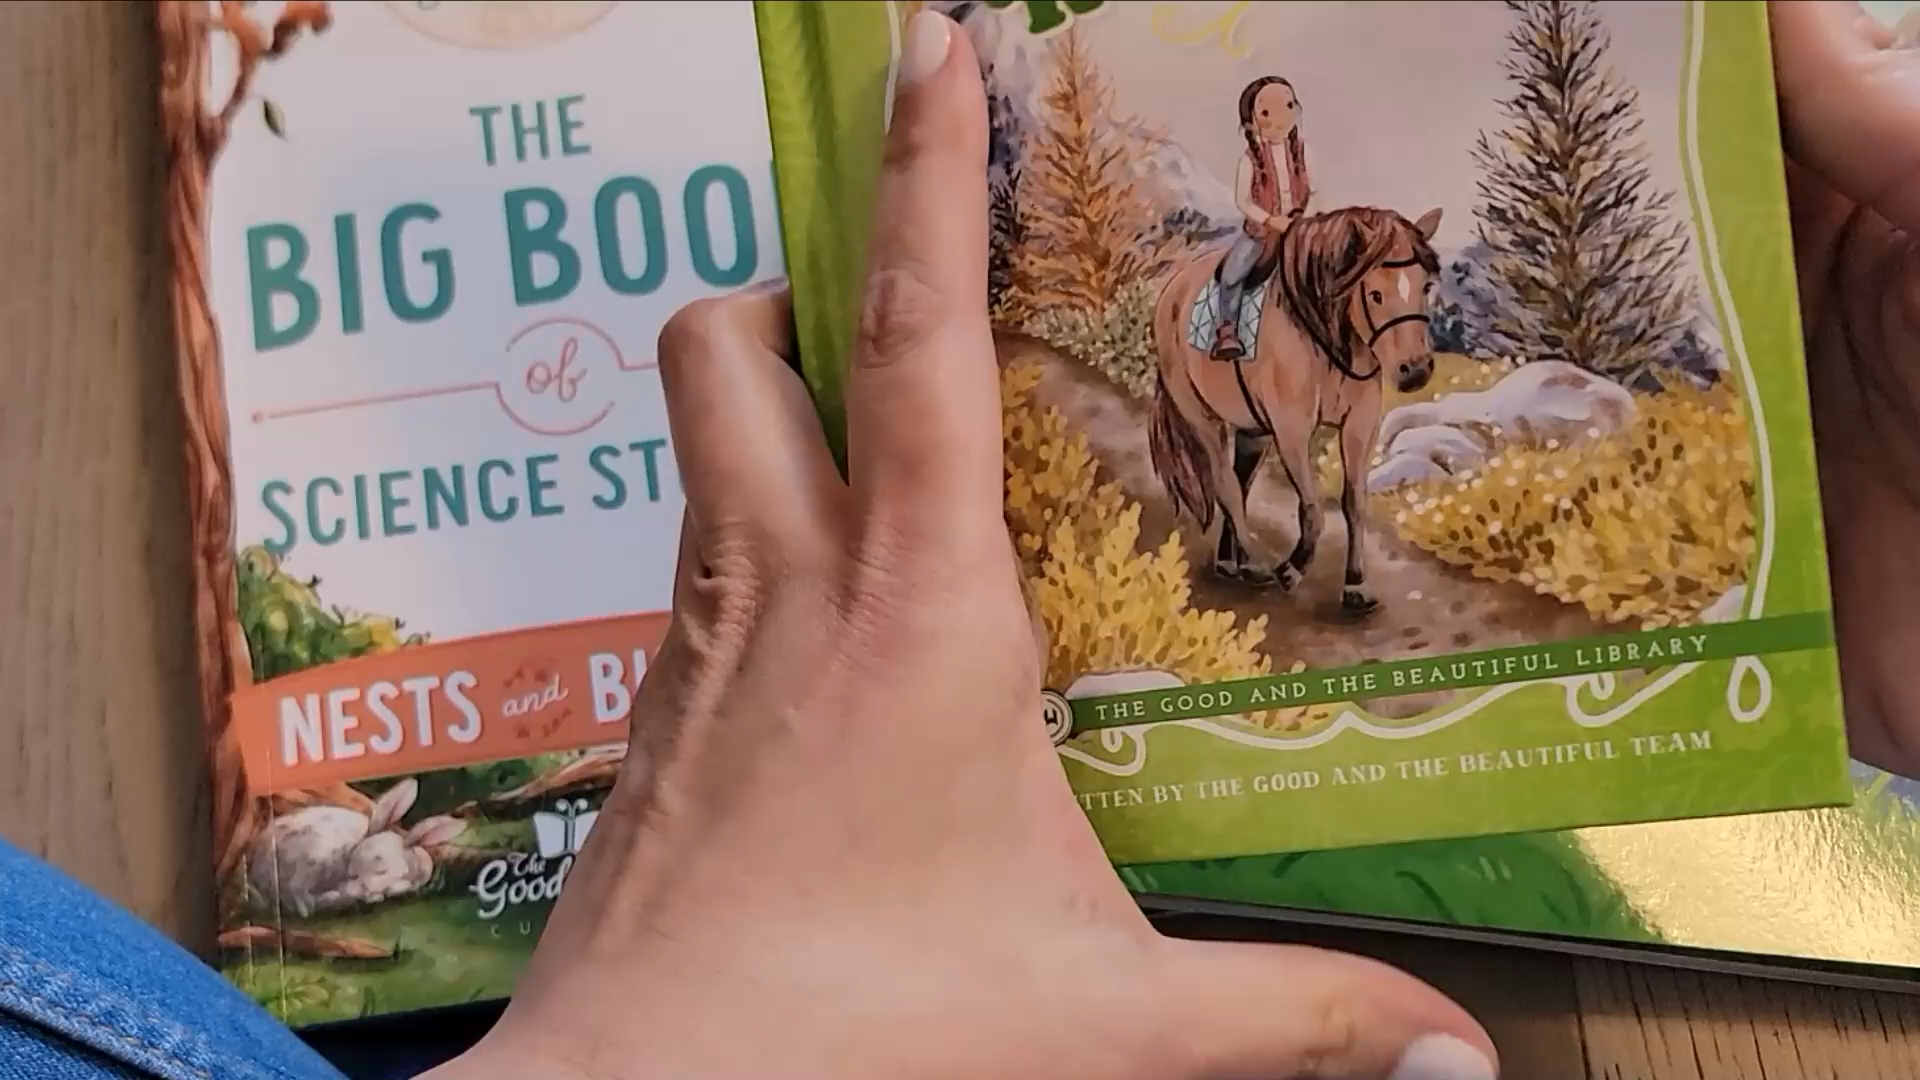 THE
BIG BOO
of
SCIENCE ST
NESTS and B
The
Good
CU
THE GOOD AND THE BEAUTIFUL LIBRARY
TTEN BY THE GOOD AND THE BEAUTIFUL TEAM